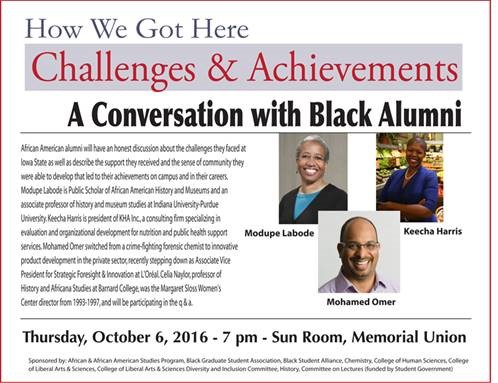 How We Got Here
Challenges & Achievements
A Conversation with Black Alumni
African American alumni will have an honest discussion about the challenges they faced at
Iowa State as well as describe the support they received and the sense of community they
were able to develop that led to their achievements on campus and in their careers.
Modupe Labode is Public Scholar of African American History and Museums and an
associate professor of history and museum studies at Indiana University-Purdue
University. Keecha Harris is president of KHA Inc., a consulting firm specializing in
evaluation and organizational development for nutrition and public health support
services. Mohamed Omer switched from a crime-fighting forensic chemist to innovative
product development in the private sector, recently stepping down as Associate Vice
President for Strategic Foresight & Innovation at L'Oréal. Celia Naylor, professor of
History and Africana Studies at Barnard College, was the Margaret Sloss Women's
Center director from 1993-1997, and will be participating in the q & a.
Modupe Labode
Keecha Harris
Mohamed Omer
Thursday, October 6, 2016 - 7 pm - Sun Room, Memorial Union
Sponsored by: African & African American Studies Program, Black Graduate Student Association, Black Student Alliance, Chemistry, College of Human Sciences, College
of Liberal Arts & Sciences, College of Liberal Arts & Sciences Diversity and Inclusion Committee, History, Committee on Lectures (funded by Student Government)